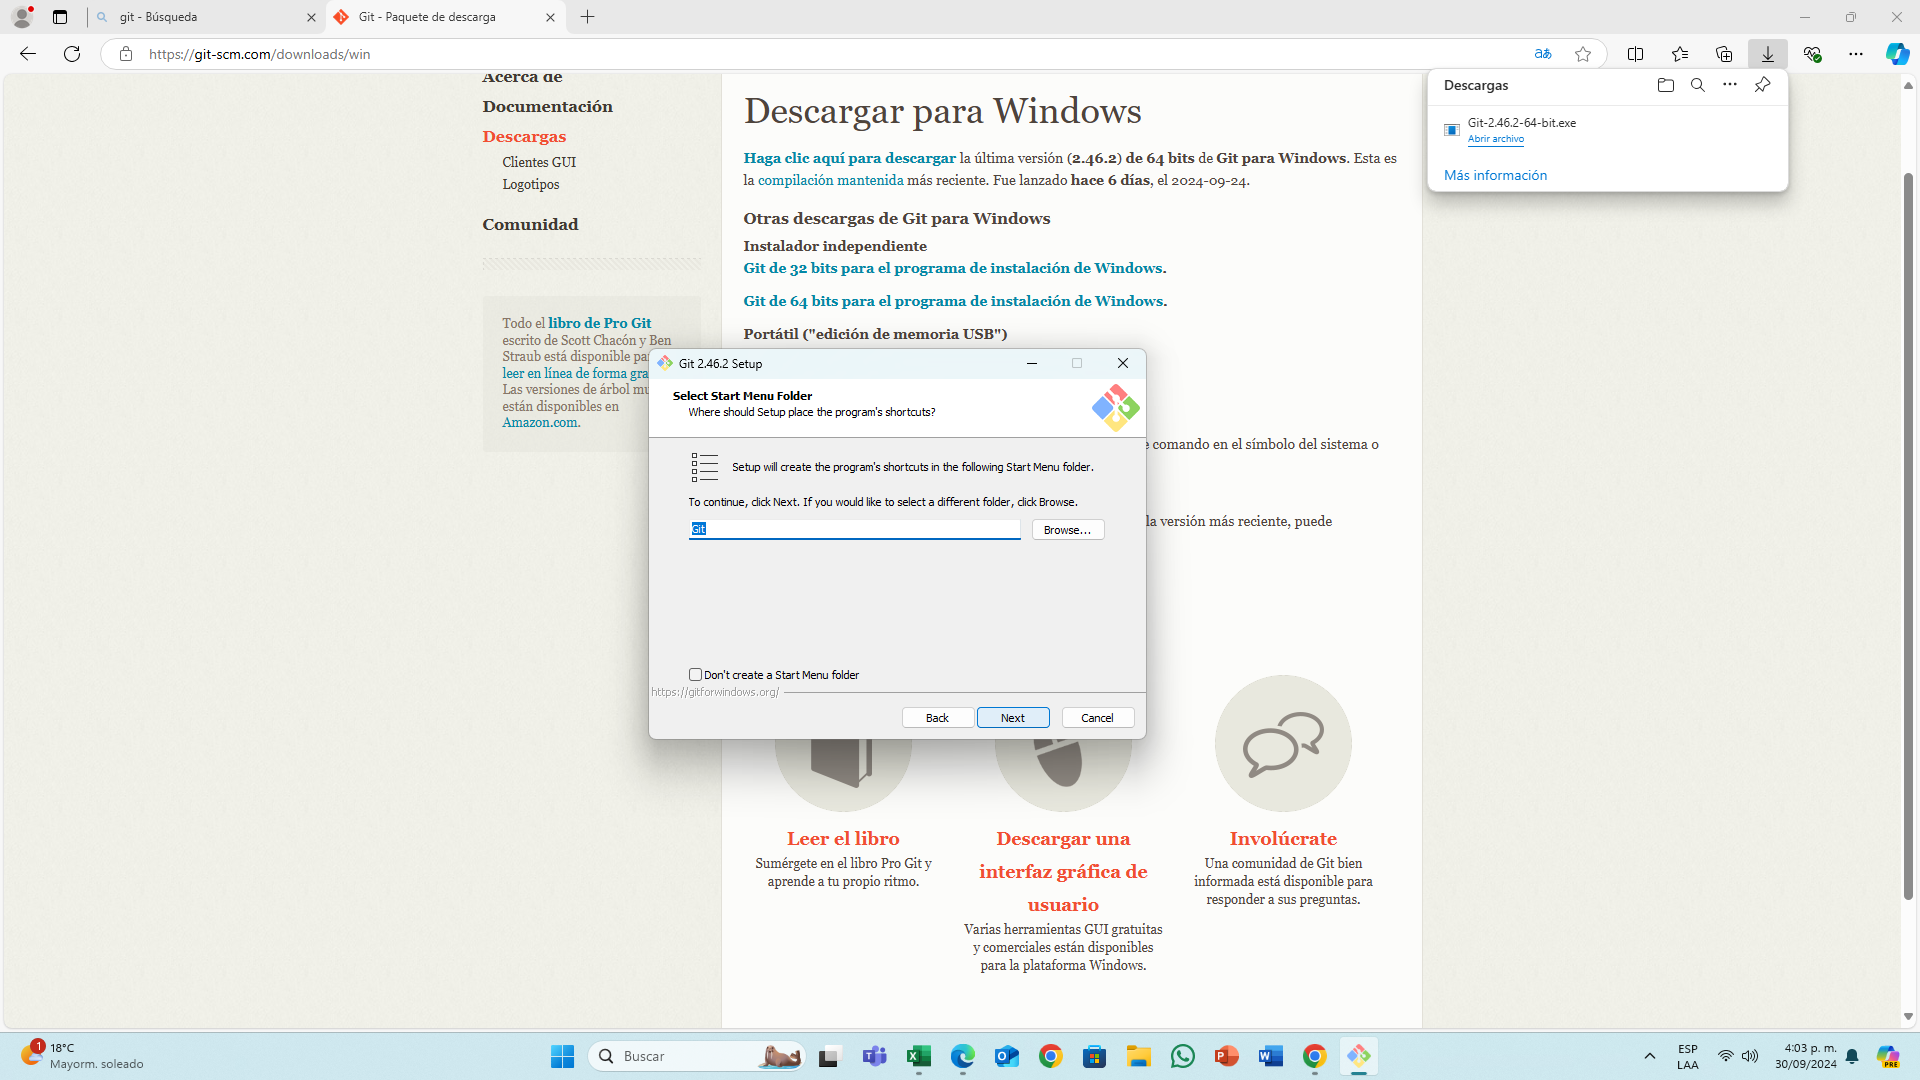 git - Búsqueda
Git - Paquete de descarga
https://git-scm.com/downloads/win
Acerca de
Documentación
Descargas
Clientes GUI
Logotipos
Comunidad
Todo el libro de Pro Git
escrito de Scott Chacón y Ben
Straub está disponible pa
leer en línea de forma gra
Las versiones de árbol mu
están disponibles en
Amazon.com.
Descargar para Windows
Haga clic aquí para descargar la última versión (2.46.2) de 64 bits de Git para Windows. Esta es
la compilación mantenida más reciente. Fue lanzado hace 6 días, el 2024-09-24.
Otras descargas de Git para Windows
Instalador independiente
Git de 32 bits para el programa de instalación de Windows.
Git de 64 bits para el programa de instalación de Windows.
Portátil ("edición de memoria USB")
comando en el símbolo del sistema o
la versión más reciente, puede
Descargas
Git-2.46.2-64-bit.exe
Abrir archivo
Más información
Git 2.46.2 Setup
Select Start Menu Folder
Where should Setup place the program's shortcuts?
Setup will create the program's shortcuts in the following Start Menu folder.
To continue, click Next. If you would like to select a different folder, click Browse.
Git
Browse...
Don't create a Start Menu folder
https://gitforwindows.org/
Back
Next
Cancel
Leer el libro
Sumérgete en el libro Pro Git y
aprende a tu propio ritmo.
Descargar una
interfaz gráfica de
usuario
Varias herramientas GUI gratuitas
y comerciales están disponibles
para la plataforma Windows.
Involúcrate
Una comunidad de Git bien
informada está disponible para
responder a sus preguntas.
1
18°C
Mayorm. soleado
Buscar
ESP
LAA
4:03 p. m.
30/09/2024
PRE